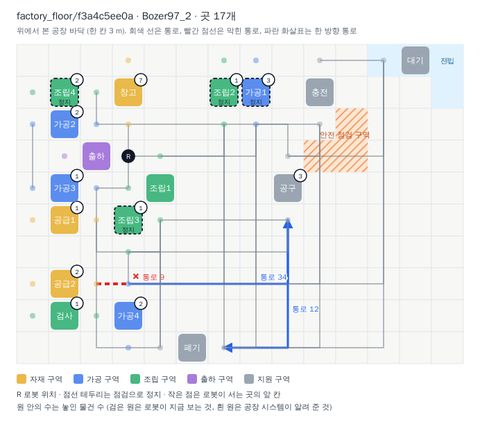 factory_floor/f3a4c5ee0a · Bozer97_2 · 곳 17개
위에서 본 공장 바닥 (한 칸 3 m). 회색 선은 통로, 빨간 점선은 막힌 통로, 파란 화살표는 한 방향 통로
대기
전입
2
조립4
정지
7
창고
1
조립2
정지
3
가공1
정지
충전
2
가공2
안전 점검 구역
출하
R
1
가공3
조립1
3
공구
1
공급1
1
조립3
정지
2
공급2
✖ 통로 9
통로 34
1
검사
2
가공4
통로 12
폐기
자재 구역
가공 구역
조립 구역
출하 구역
지원 구역
R 로봇 위치 · 점선 테두리는 점검으로 정지 · 작은 점은 로봇이 서는 곳의 앞 칸
원 안의 수는 놓인 물건 수 (검은 원은 로봇이 지금 보는 것, 흰 원은 공장 시스템이 알려 준 것)